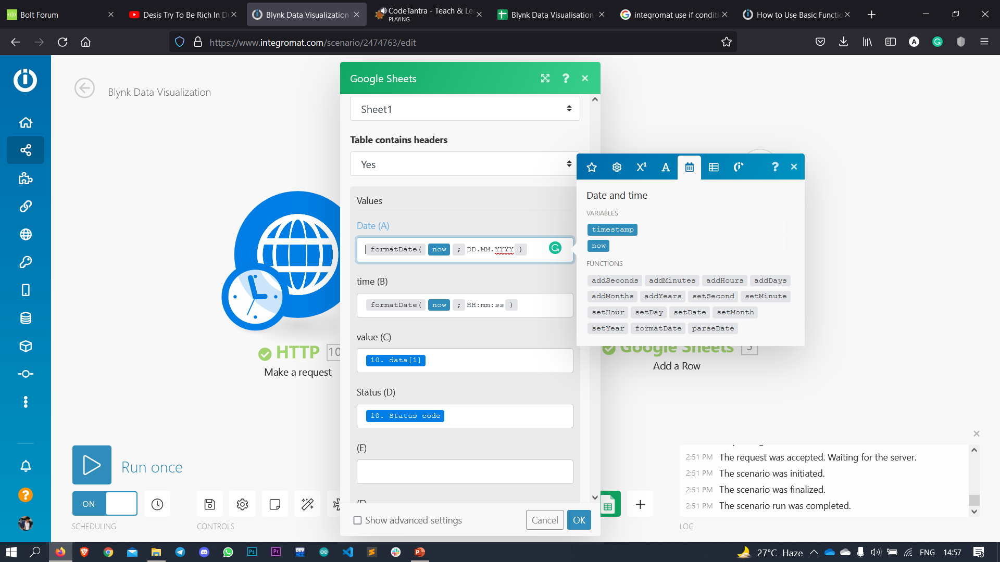 Bolt Forum
Desis Try To Be Rich In D
Blynk Data Visualization
CodeTantra - Teach & Le
PLAYING
Blynk Data Visualisation
integromat use if conditi
How to Use Basic Functio
https://www.integromat.com/scenario/2474763/edit
Blynk Data Visualization
Google Sheets
Sheet1
Table contains headers
Yes
Values
Date (A)
formatDate( now ; DD.MM.YYYY )
time (B)
formatDate( now ; HH:mm:ss )
value (C)
10. data[1]
Status (D)
10. Status code
(E)
Show advanced settings
Cancel
OK
Date and time
VARIABLES
timestamp
now
FUNCTIONS
addSeconds addMinutes addHours addDays
addMonths addYears setSecond setMinute
setHour setDay setDate setMonth
setYear formatDate parseDate
HTTP 10
Make a request
Google Sheets
Add a Row
Run once
ON
SCHEDULING
CONTROLS
2:51 PM The request was accepted. Waiting for the server.
2:51 PM The scenario was initiated.
2:51 PM The scenario was finalized.
2:51 PM The scenario run was completed.
LOG
27°C Haze
ENG
14:57